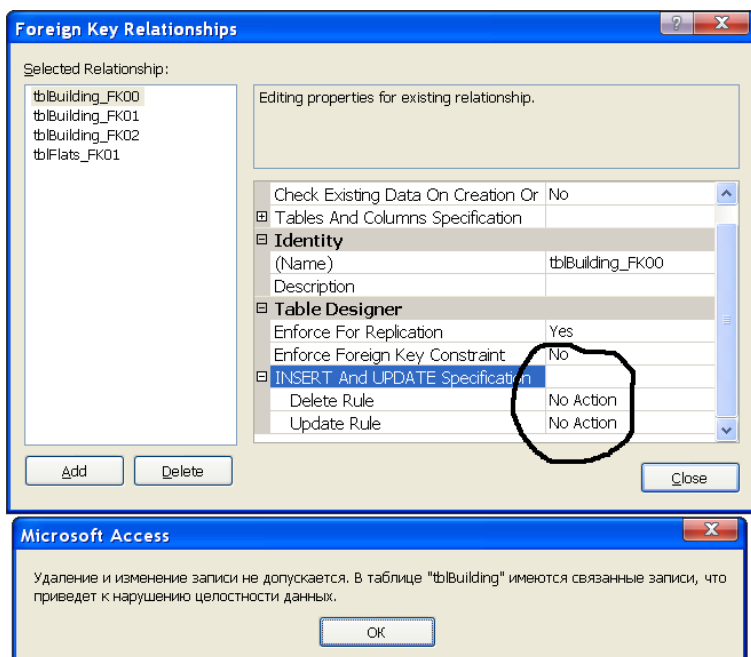 Foreign Key Relationships
Selected Relationship:
tblBuilding_FK00
tblBuilding_FK01
tblBuilding_FK02
tblFlats_FK01
Editing properties for existing relationship.
Check Existing Data On Creation Or No
Tables And Columns Specification
Identity
(Name) tblBuilding_FK00
Description
Table Designer
Enforce For Replication Yes
Enforce Foreign Key Constraint No
INSERT And UPDATE Specification
Delete Rule No Action
Update Rule No Action
Add Delete
Close
Microsoft Access
Удаление и изменение записи не допускается. В таблице "tblBuilding" имеются связанные записи, что
приведет к нарушению целостности данных.
ОК